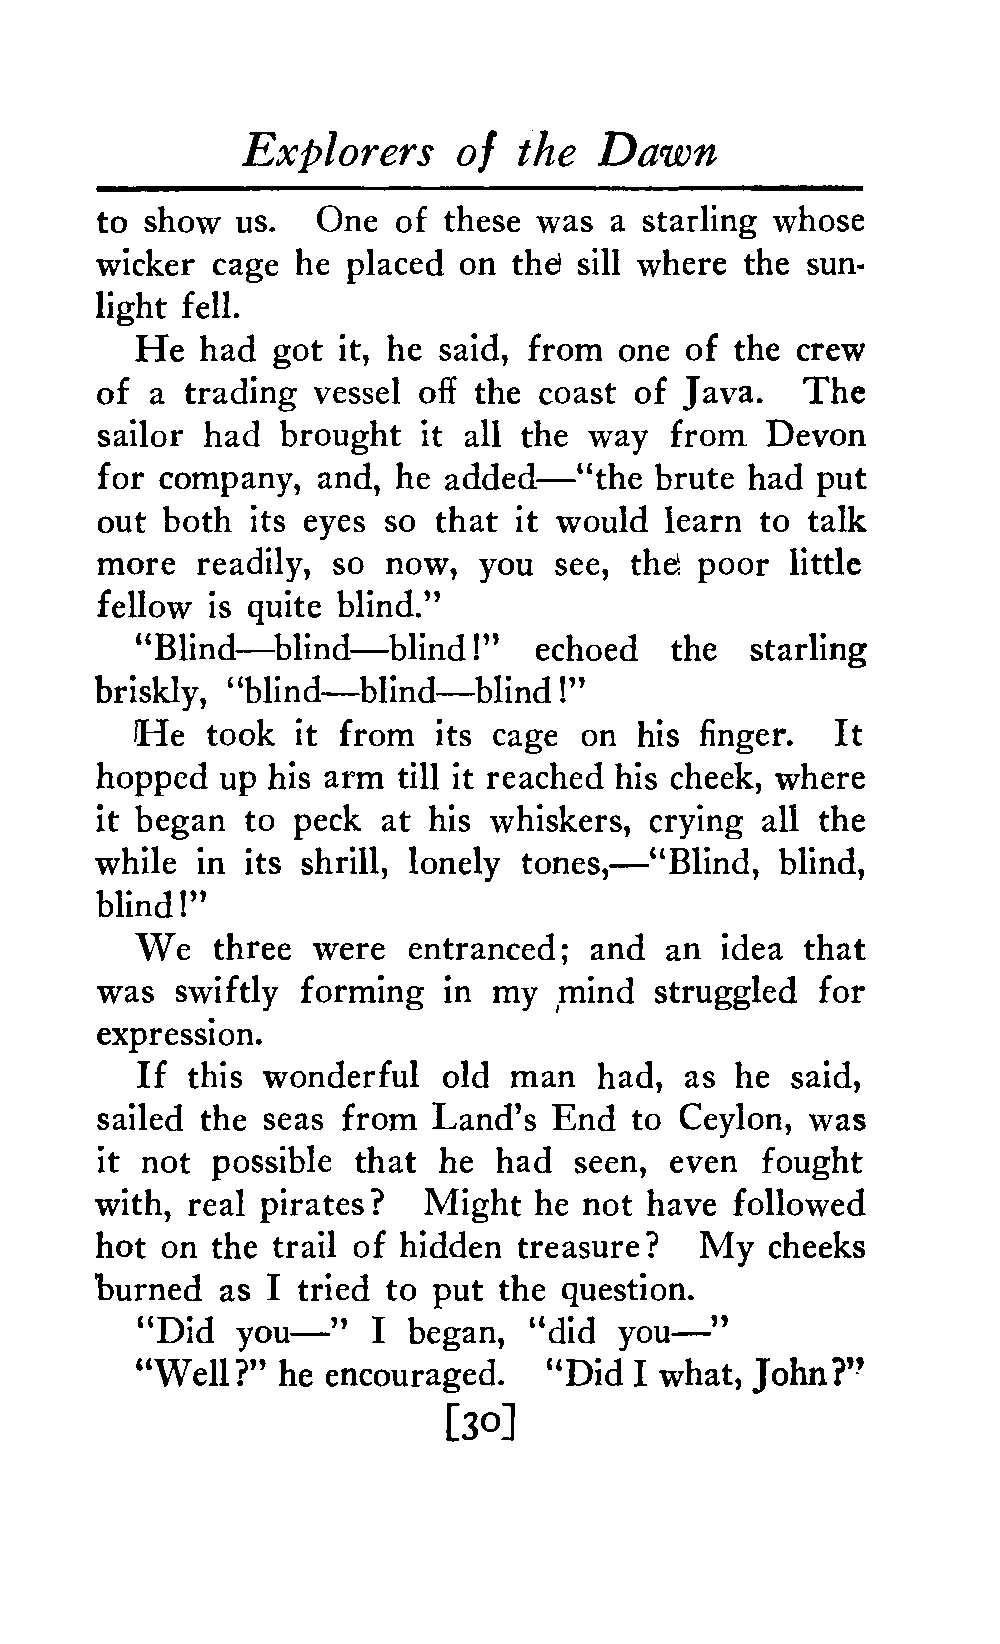 Explorers of the Dawn
to show us. One of these was a starling whose
wicker cage he placed on the sill where the sun-
light fell.
He had got it, he said, from one of the crew
of a trading vessel off the coast of Java. The
sailor had brought it all the way from Devon
for company, and, he added—"the brute had put
out both its eyes so that it would learn to talk
more readily, so now, you see, the poor little
fellow is quite blind."
"Blind—blind—blind!" echoed the starling
briskly, "blind—blind—blind!"
He took it from its cage on his finger. It
hopped up his arm till it reached his cheek, where
it began to peck at his whiskers, crying all the
while in its shrill, lonely tones,—"Blind, blind,
blind!"
We three were entranced; and an idea that
was swiftly forming in my mind struggled for
expression.
If this wonderful old man had, as he said,
sailed the seas from Land's End to Ceylon, was
it not possible that he had seen, even fought
with, real pirates? Might he not have followed
hot on the trail of hidden treasure? My cheeks
burned as I tried to put the question.
"Did you—" I began, "did you—"
"Well?" he encouraged. "Did I what, John?"
[30]